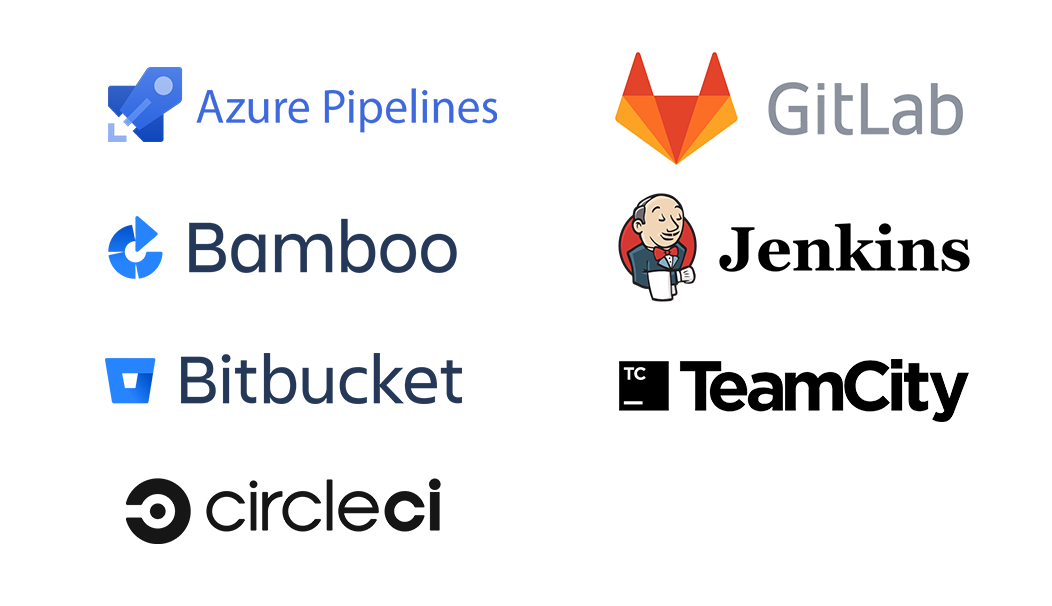 Azure Pipelines
GitLab
Bamboo
Jenkins
Bitbucket
TC
TeamCity
circleci